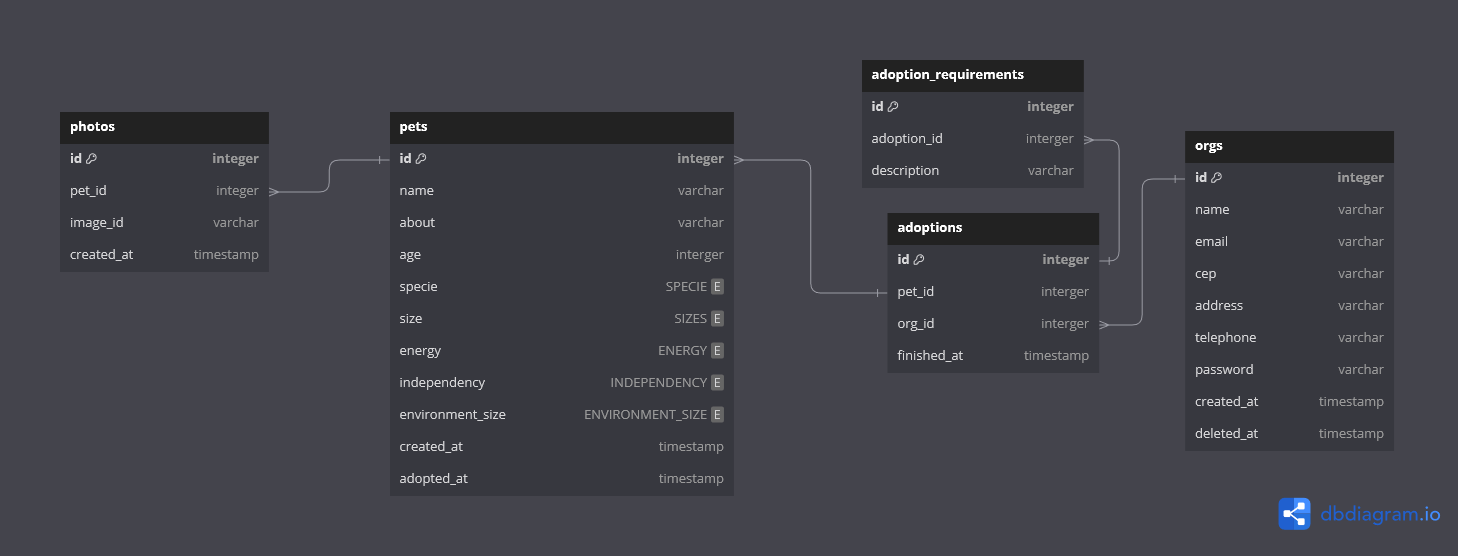 photos
id integer
pet_id integer
image_id varchar
created_at timestamp
pets
id integer
name varchar
about varchar
age interger
specie SPECIE E
size SIZES E
energy ENERGY E
independency INDEPENDENCY E
environment_size ENVIRONMENT_SIZE E
created_at timestamp
adopted_at timestamp
adoption_requirements
id integer
adoption_id interger
description varchar
adoptions
id integer
pet_id interger
org_id interger
finished_at timestamp
orgs
id integer
name varchar
email varchar
cep varchar
address varchar
telephone varchar
password varchar
created_at timestamp
deleted_at timestamp
dbdiagram.io